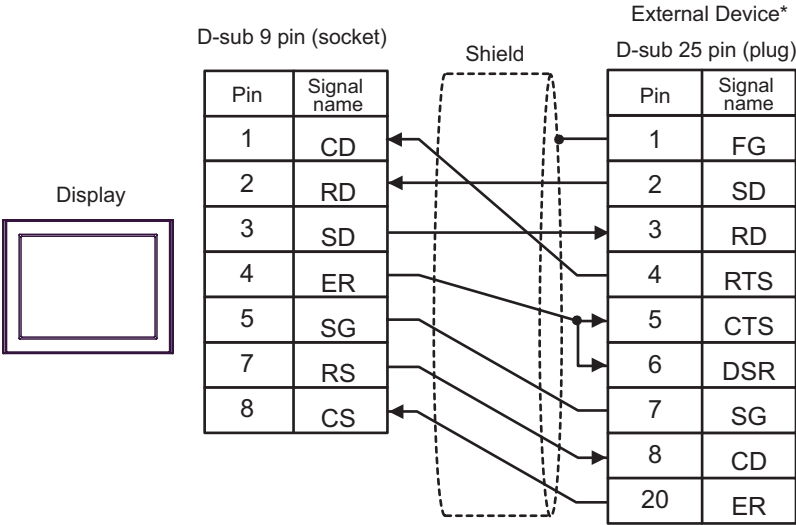 External Device*
D-sub 9 pin (socket)
Shield
D-sub 25 pin (plug)
Display
Pin Signal name
1 CD
2 RD
3 SD
4 ER
5 SG
7 RS
8 CS
Pin Signal name
1 FG
2 SD
3 RD
4 RTS
5 CTS
6 DSR
7 SG
8 CD
20 ER